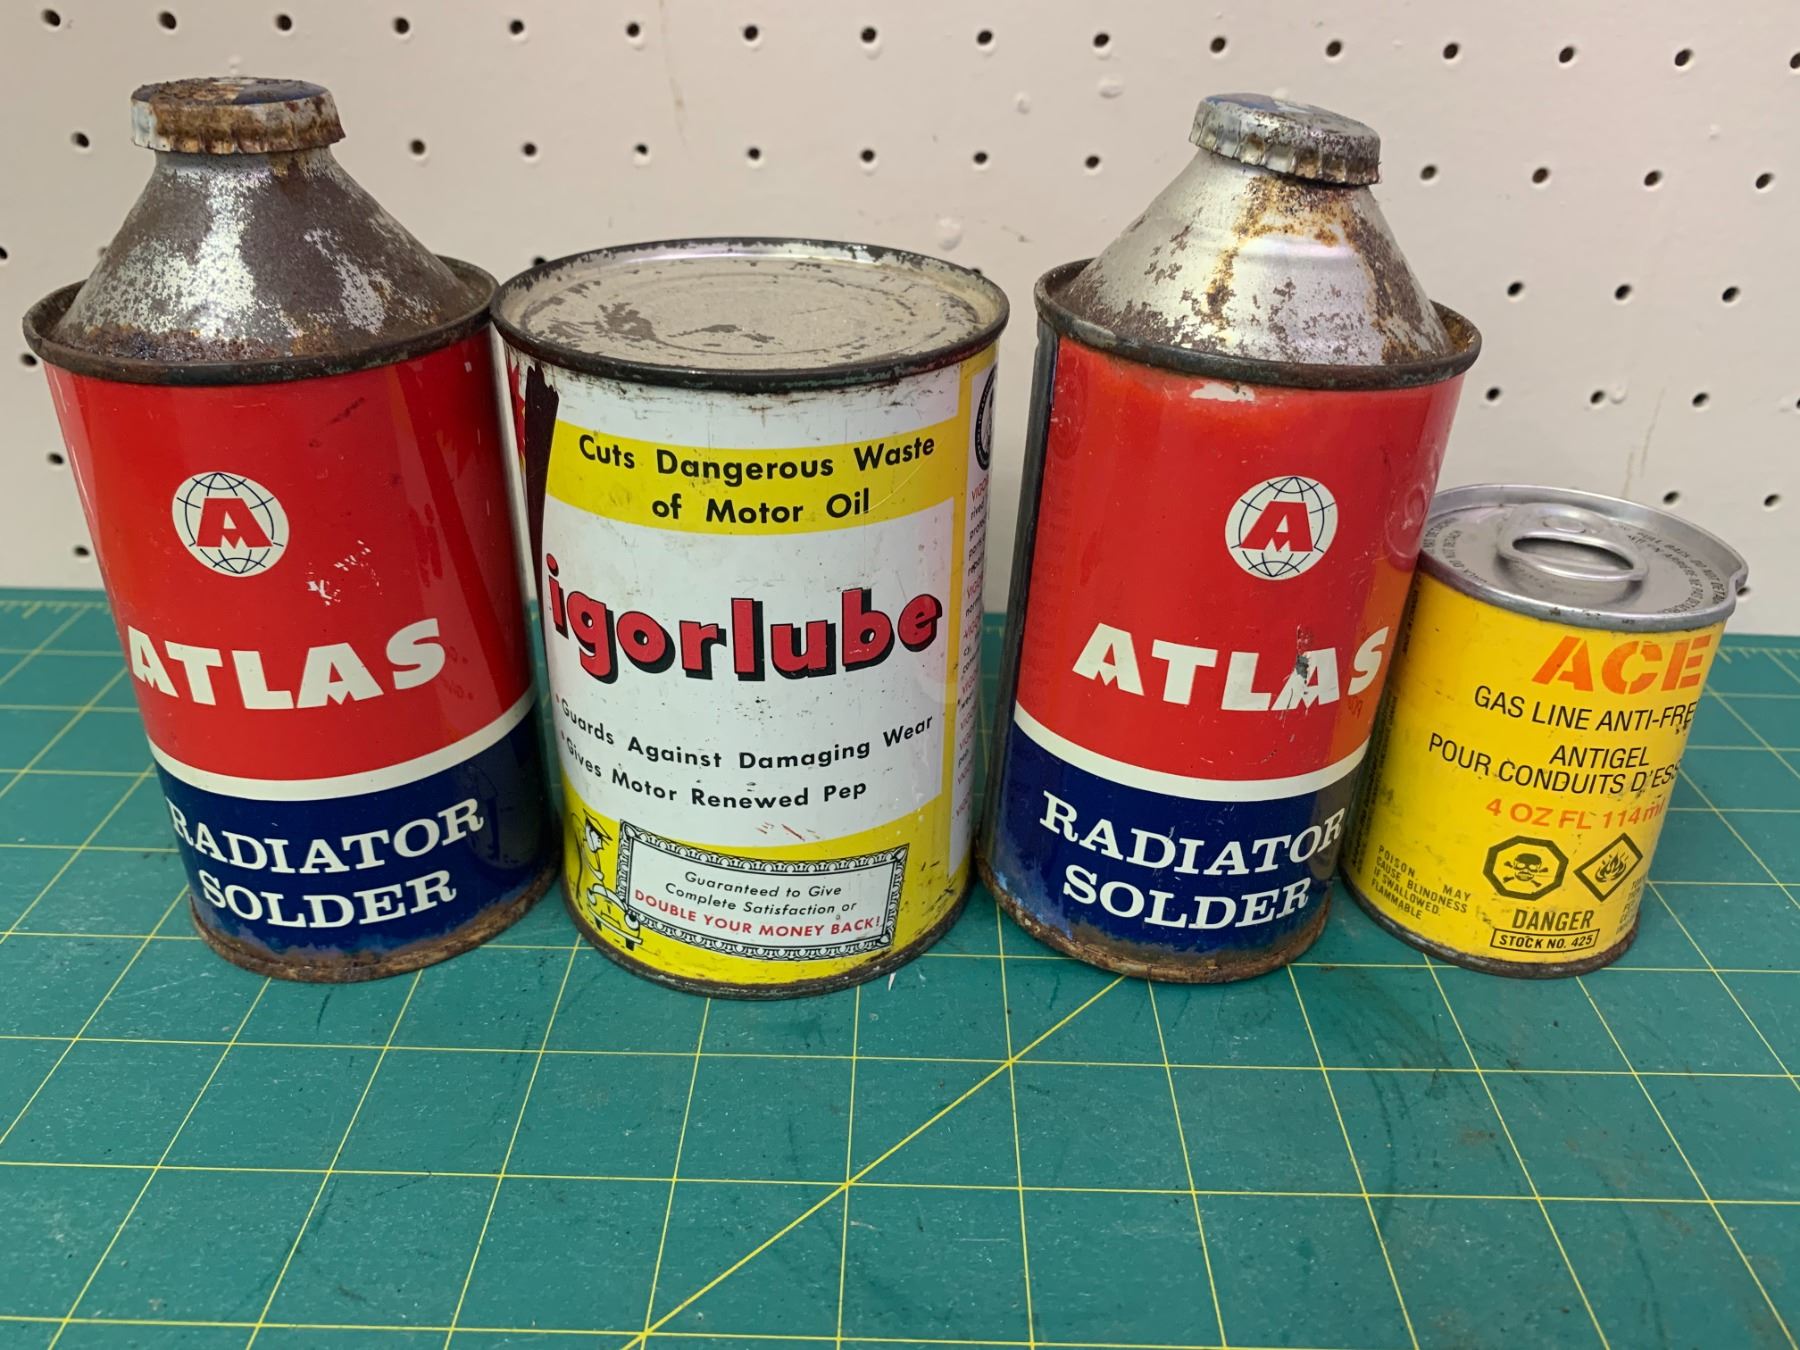 A
ATLAS
RADIATOR
SOLDER
Cuts Dangerous Waste
of Motor Oil
igorlube
• Guards Against Damaging Wear
• Gives Motor Renewed Pep
Guaranteed to Give
Complete Satisfaction or
DOUBLE YOUR MONEY BACK!
A
ATLAS
RADIATOR
SOLDER
ACE
GAS LINE ANTI-FRE
ANTIGEL
POUR CONDUITS D'ESS
4 OZ FL 114 ml
POISON. MAY
CAUSE BLINDNESS
IF SWALLOWED.
FLAMMABLE
DANGER
STOCK NO. 425